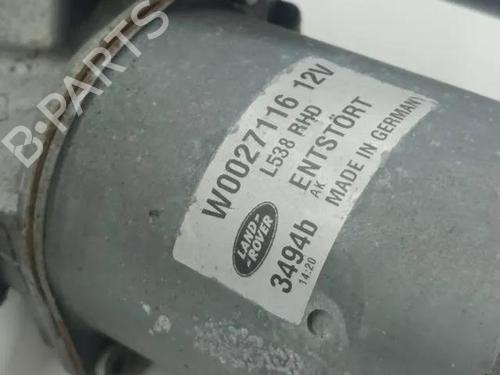 W0027116 12V
L538 RHD
ENTSTÖRT
AK MADE IN GERMANY
LAND-
-ROVER
3494b
14:20
B-PARTS